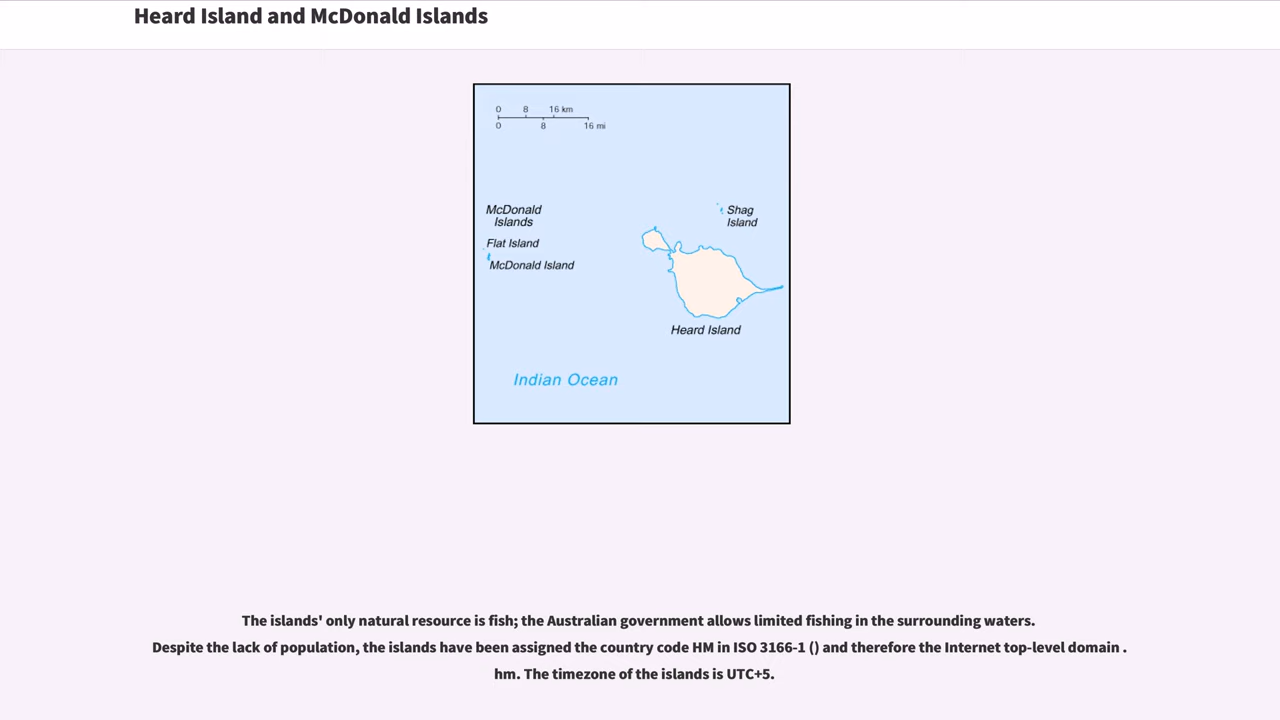 Heard Island and McDonald Islands
0 8 16 km
0 8 16 mi
McDonald
Islands
Flat Island
McDonald Island
Shag
Island
Heard Island
Indian Ocean
The islands' only natural resource is fish; the Australian government allows limited fishing in the surrounding waters.
Despite the lack of population, the islands have been assigned the country code HM in ISO 3166-1 () and therefore the Internet top-level domain .
hm. The timezone of the islands is UTC+5.